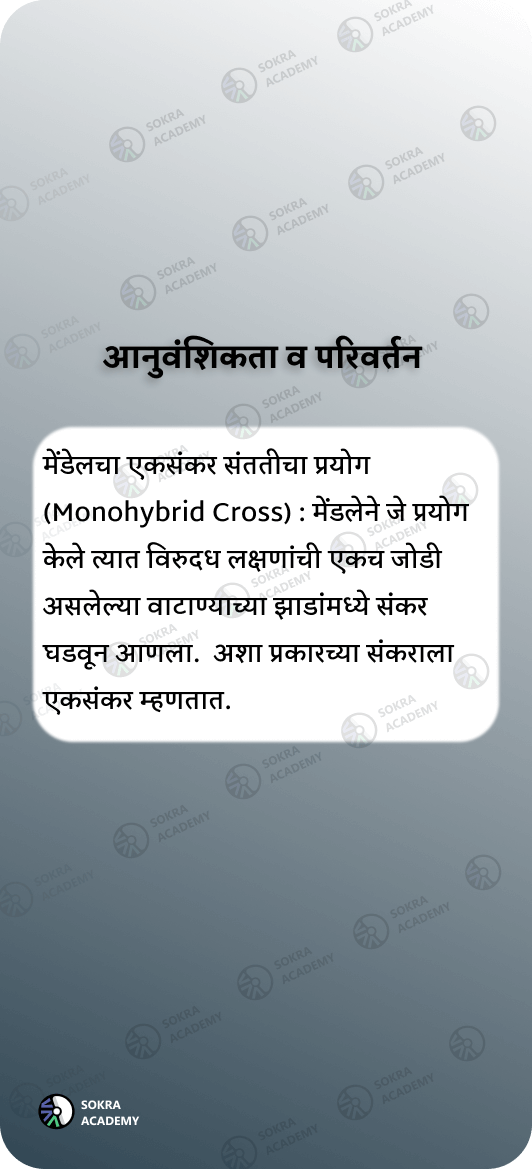 आनुवंशिकता व परिवर्तन
मेंडेलचा एकसंकर संततीचा प्रयोग
(Monohybrid Cross) : मेंडलेने जे प्रयोग
केले त्यात विरुदध लक्षणांची एकच जोडी
असलेल्या वाटाण्याच्या झाडांमध्ये संकर
घडवून आणला. अशा प्रकारच्या संकराला
एकसंकर म्हणतात.
SOKRA
ACADEMY